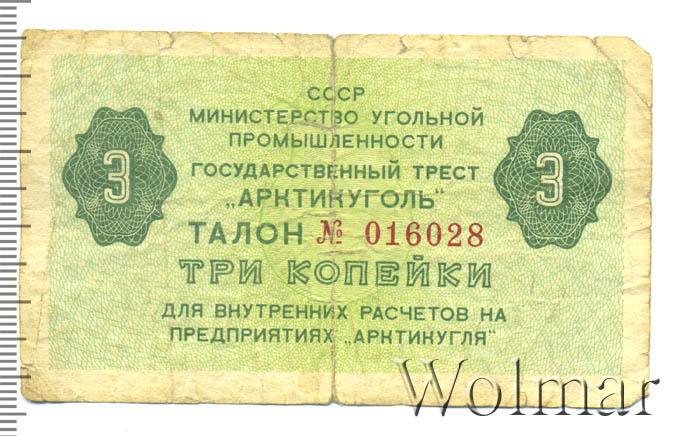 СССР
МИНИСТЕРСТВО УГОЛЬНОЙ
ПРОМЫШЛЕННОСТИ
ГОСУДАРСТВЕННЫЙ ТРЕСТ
„АРКТИКУГОЛЬ"
3 3
ТАЛОН № 016028
ТРИ КОПЕЙКИ
ДЛЯ ВНУТРЕННИХ РАСЧЕТОВ НА
ПРЕДПРИЯТИЯХ „АРКТИКУГЛЯ"
Wolmar